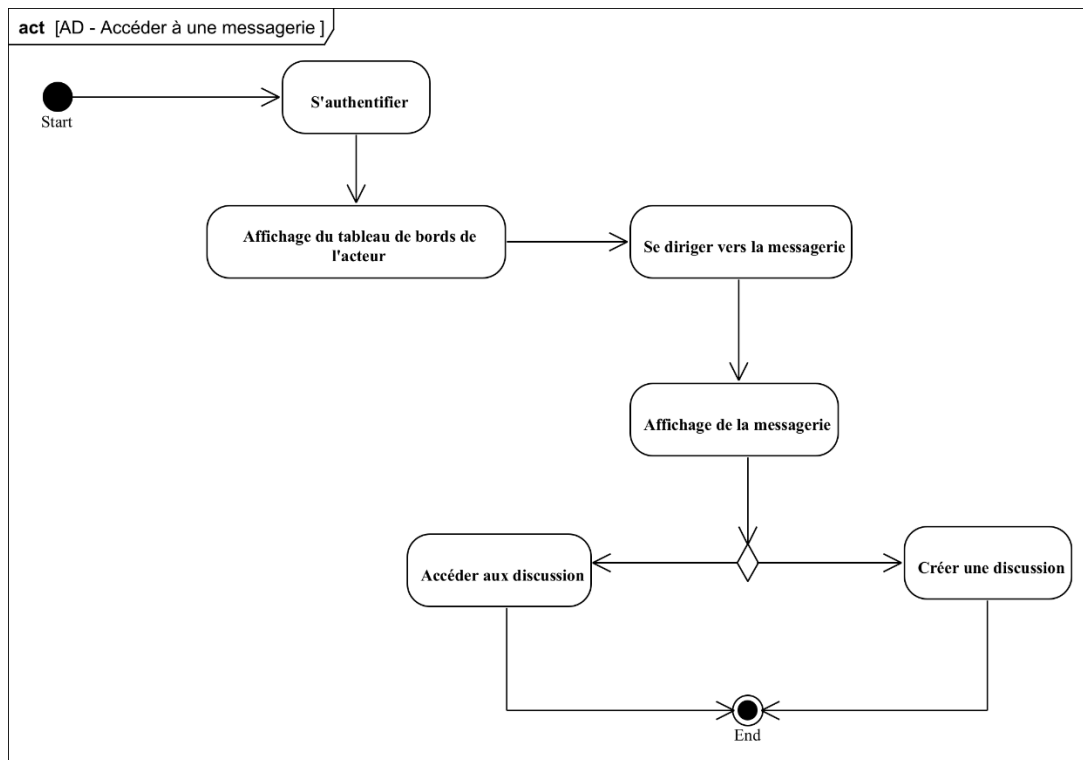 act [AD - Accéder à une messagerie ]
Start
S'authentifier
Affichage du tableau de bords de
l'acteur
Se diriger vers la messagerie
Affichage de la messagerie
Accéder aux discussion
Créer une discussion
End